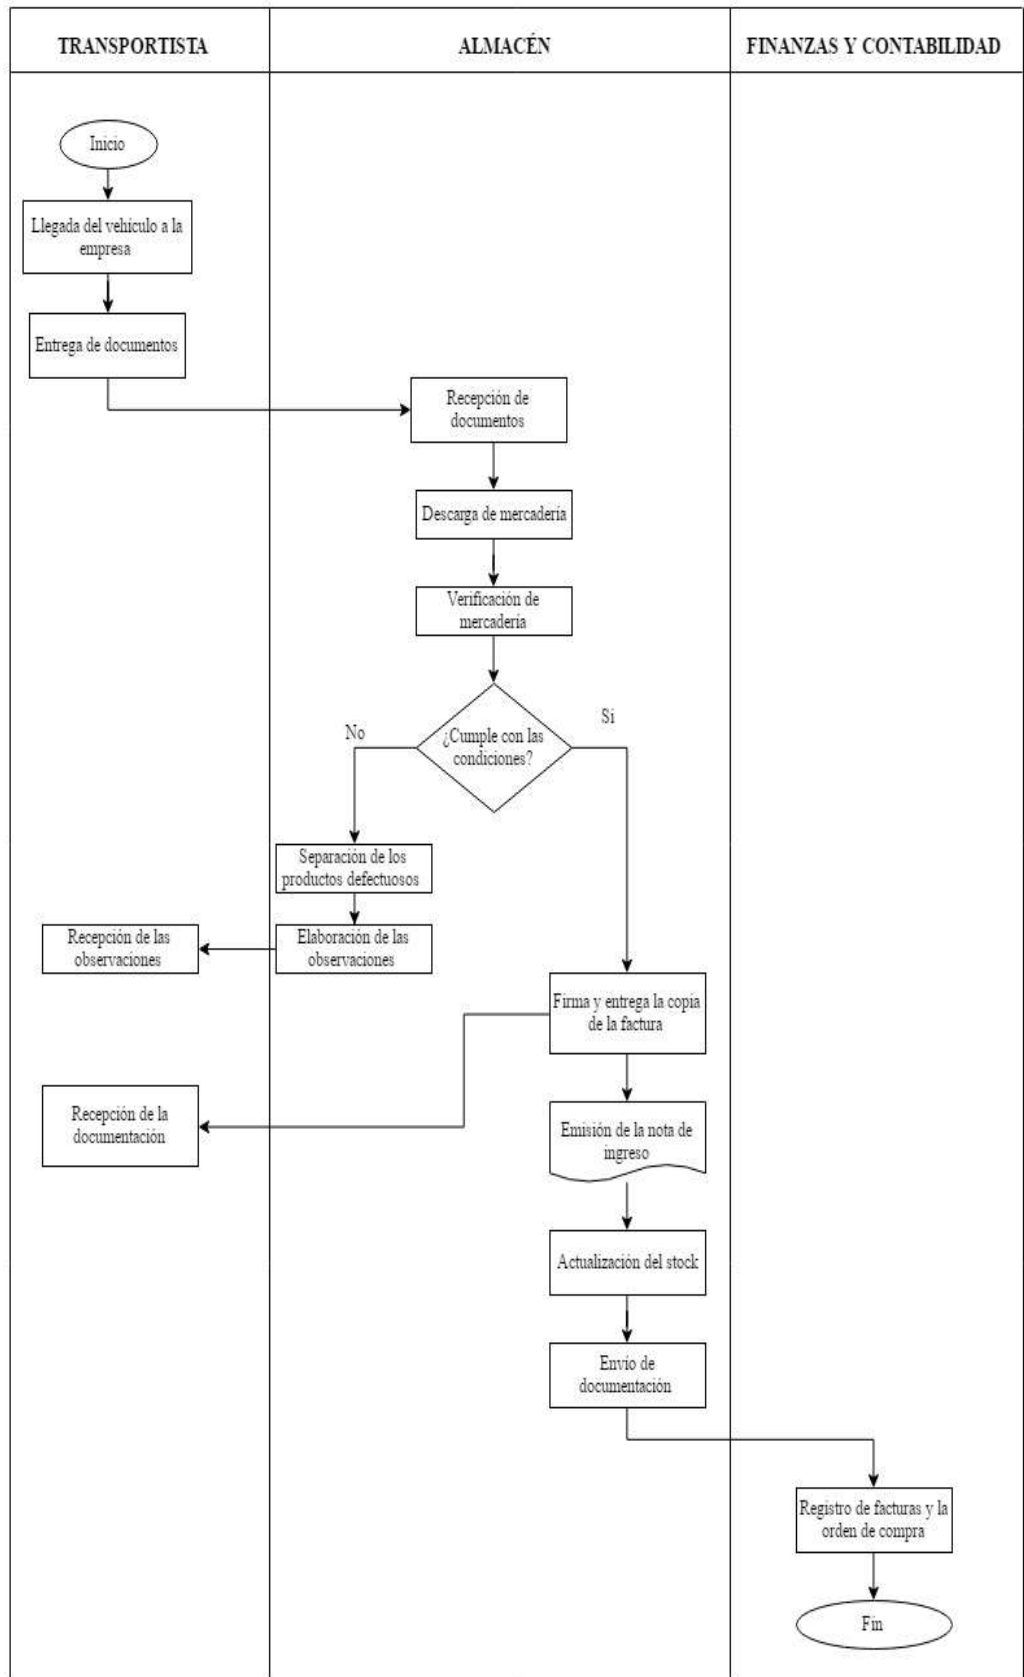 TRANSPORTISTA
ALMACÉN
FINANZAS Y CONTABILIDAD
Inicio
Llegada del vehículo a la
empresa
Entrega de documentos
Recepción de
documentos
Descarga de mercadería
Verificación de
mercadería
¿Cumple con las
condiciones?
No
Si
Separación de los
productos defectuosos
Elaboración de las
observaciones
Recepción de las
observaciones
Firma y entrega la copia
de la factura
Recepción de la
documentación
Emisión de la nota de
ingreso
Actualización del stock
Envío de
documentación
Registro de facturas y la
orden de compra
Fin